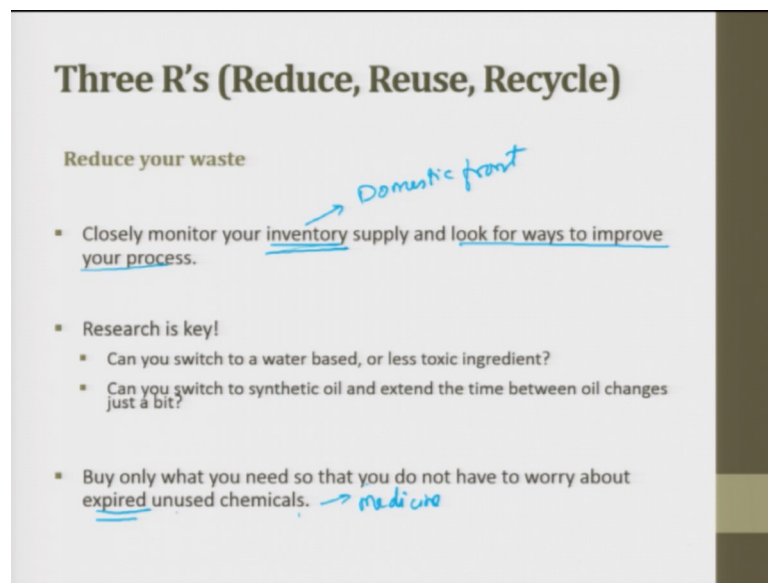 Three R's (Reduce, Reuse, Recycle)
Reduce your waste
Domestic front
Closely monitor your inventory supply and look for ways to improve
your process.
Research is key!
Can you switch to a water based, or less toxic ingredient?
Can you switch to synthetic oil and extend the time between oil changes
just a bit?
Buy only what you need so that you do not have to worry about
expired unused chemicals. → medicine